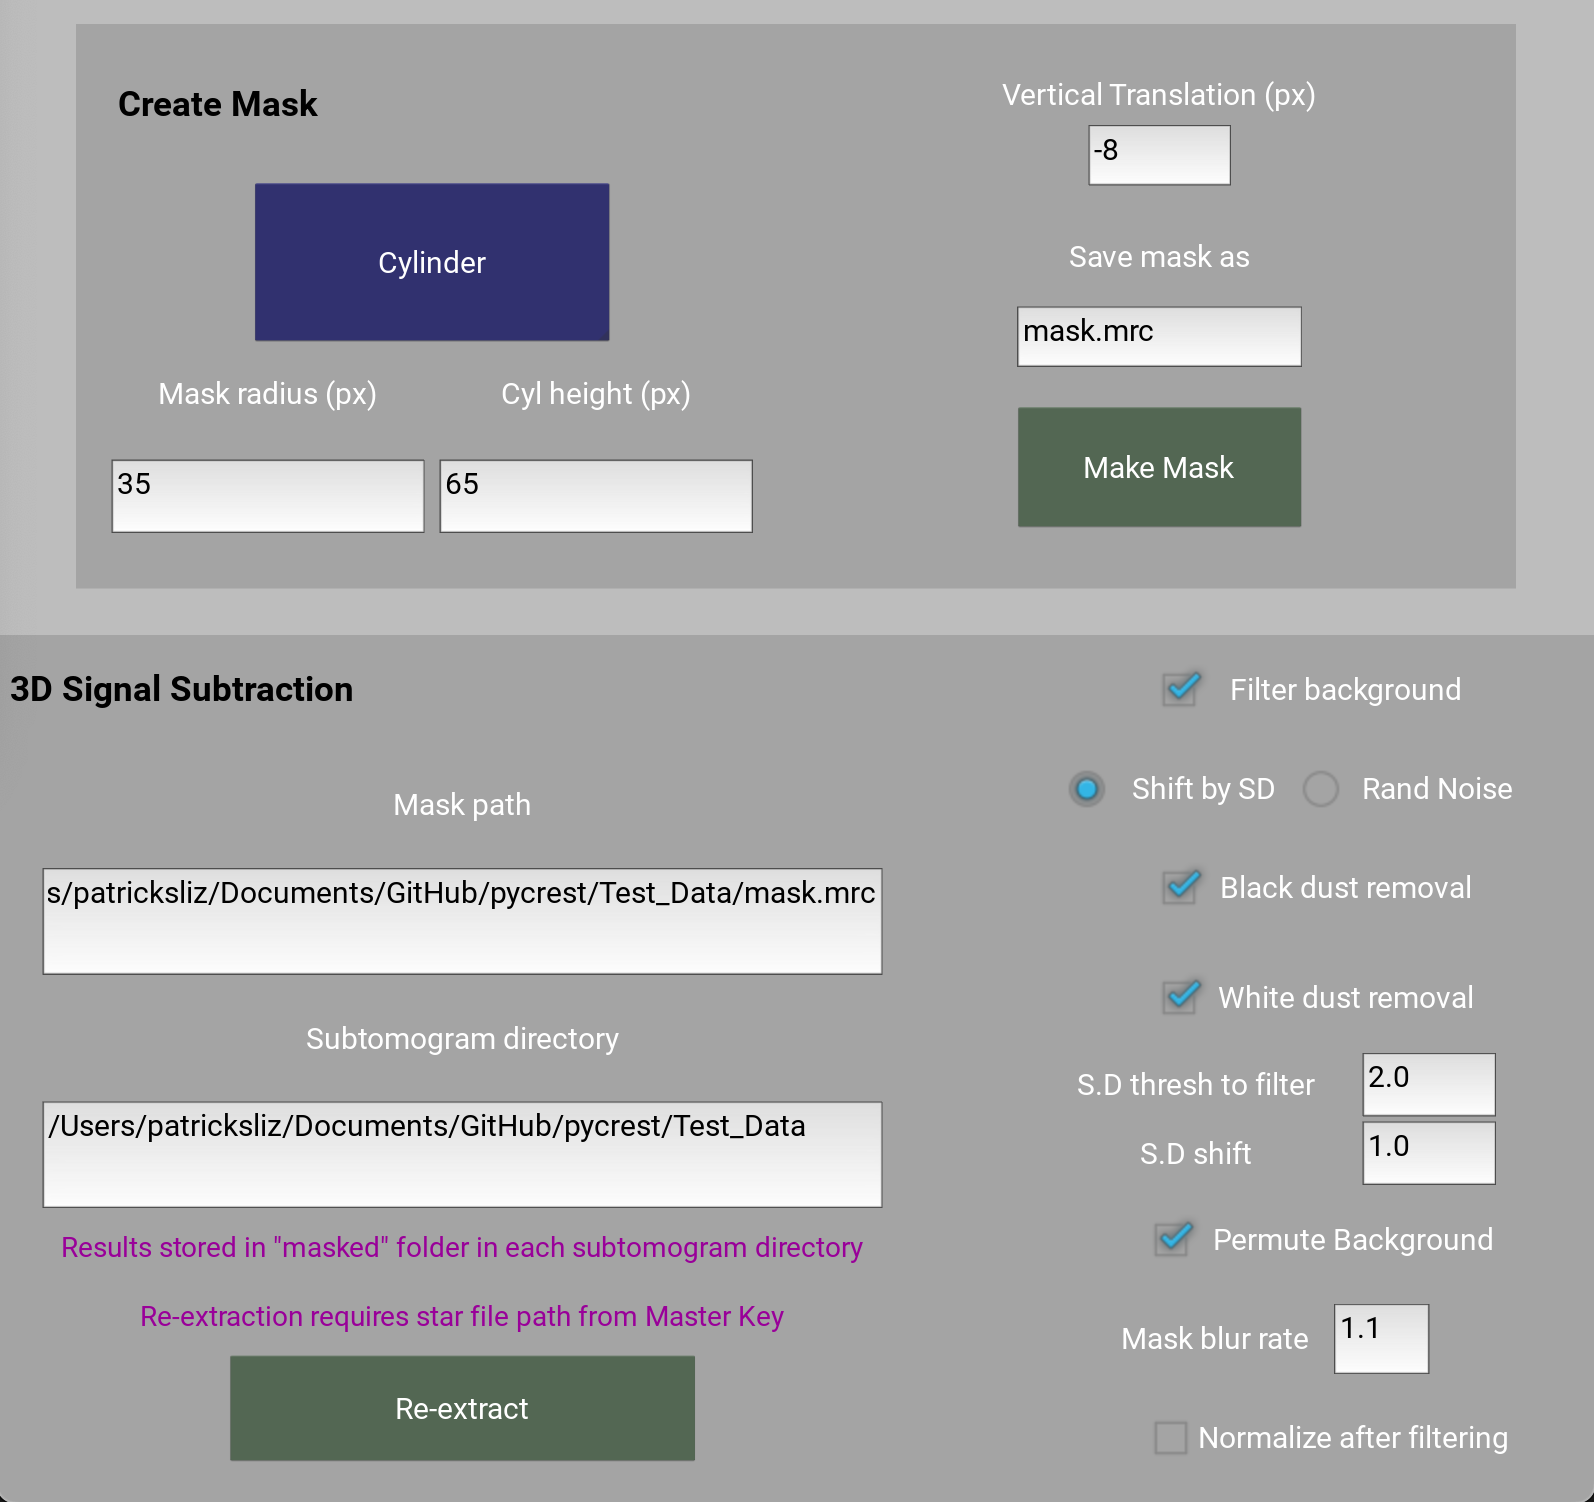 Create Mask
Vertical Translation (px)
-8
Cylinder
Save mask as
mask.mrc
Mask radius (px)
Cyl height (px)
35
65
Make Mask
3D Signal Subtraction
Filter background
Shift by SD
Rand Noise
Mask path
s/patricksliz/Documents/GitHub/pycrest/Test_Data/mask.mrc
Black dust removal
White dust removal
Subtomogram directory
/Users/patricksliz/Documents/GitHub/pycrest/Test_Data
S.D thresh to filter
2.0
S.D shift
1.0
Results stored in "masked" folder in each subtomogram directory
Permute Background
Re-extraction requires star file path from Master Key
Mask blur rate
1.1
Re-extract
Normalize after filtering